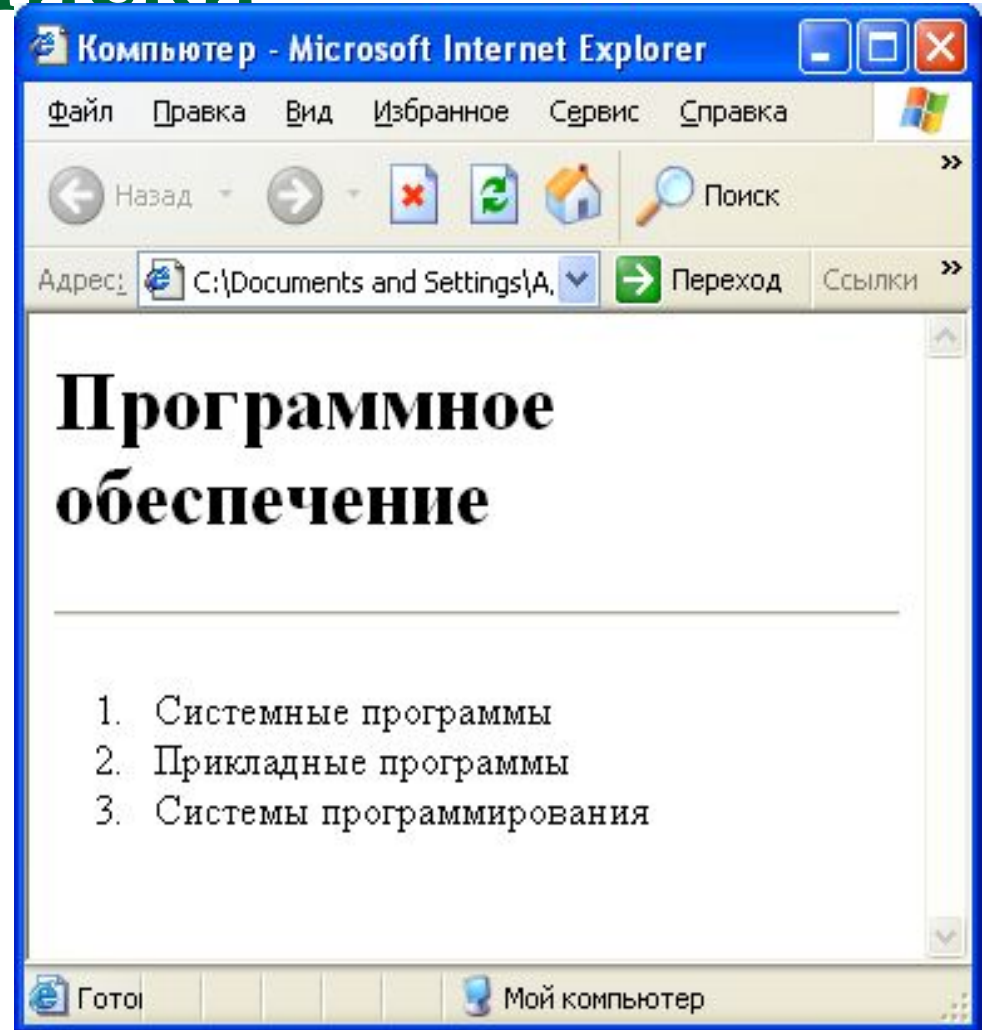 Компьютер - Microsoft Internet Explorer
Файл Правка Вид Избранное Сервис Справка
Назад Поиск »
Адрес: C:\Documents and Settings\А, Переход Ссылки »
Программное
обеспечение
1. Системные программы
2. Прикладные программы
3. Системы программирования
Мой компьютер